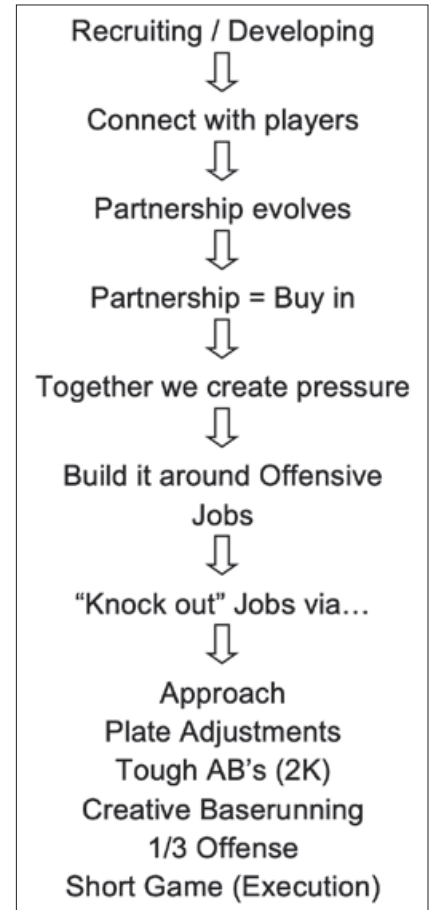 Recruiting / Developing
Connect with players
Partnership evolves
Partnership = Buy in
Together we create pressure
Build it around Offensive
Jobs
“Knock out” Jobs via…
Approach
Plate Adjustments
Tough AB's (2K)
Creative Baserunning
1/3 Offense
Short Game (Execution)